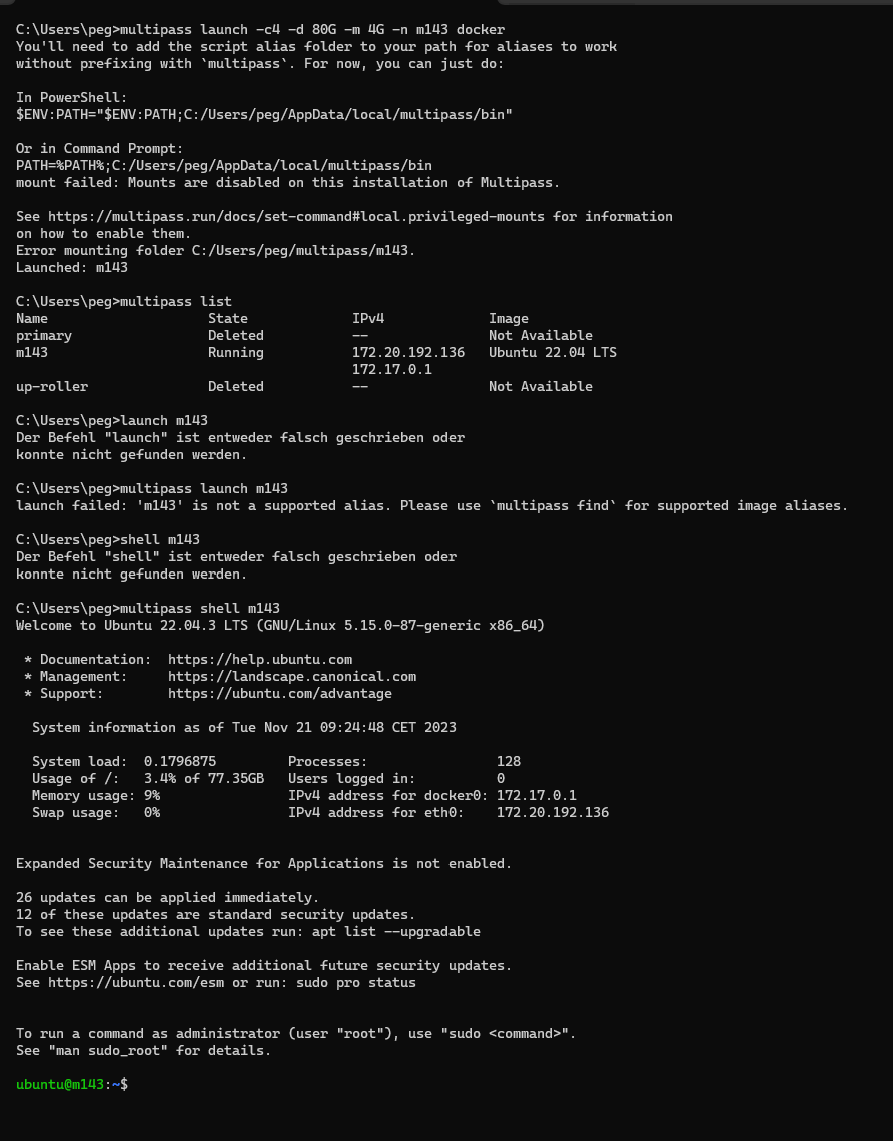 C:\Users\peg>multipass launch -c4 -d 80G -m 4G -n m143 docker
You'll need to add the script alias folder to your path for aliases to work
without prefixing with `multipass`. For now, you can just do:

In PowerShell:
$ENV:PATH="$ENV:PATH;C:/Users/peg/AppData/local/multipass/bin"

Or in Command Prompt:
PATH=%PATH%;C:/Users/peg/AppData/local/multipass/bin
mount failed: Mounts are disabled on this installation of Multipass.

See https://multipass.run/docs/set-command#local.privileged-mounts for information
on how to enable them.
Error mounting folder C:/Users/peg/multipass/m143.
Launched: m143

C:\Users\peg>multipass list
Name                    State             IPv4             Image
primary                 Deleted           --               Not Available
m143                    Running           172.20.192.136   Ubuntu 22.04 LTS
                                          172.17.0.1
up-roller               Deleted           --               Not Available

C:\Users\peg>launch m143
Der Befehl "launch" ist entweder falsch geschrieben oder
konnte nicht gefunden werden.

C:\Users\peg>multipass launch m143
launch failed: 'm143' is not a supported alias. Please use `multipass find` for supported image aliases.

C:\Users\peg>shell m143
Der Befehl "shell" ist entweder falsch geschrieben oder
konnte nicht gefunden werden.

C:\Users\peg>multipass shell m143
Welcome to Ubuntu 22.04.3 LTS (GNU/Linux 5.15.0-87-generic x86_64)

 * Documentation:  https://help.ubuntu.com
 * Management:     https://landscape.canonical.com
 * Support:        https://ubuntu.com/advantage

  System information as of Tue Nov 21 09:24:48 CET 2023

  System load:  0.1796875         Processes:                128
  Usage of /:   3.4% of 77.35GB   Users logged in:          0
  Memory usage: 9%                IPv4 address for docker0: 172.17.0.1
  Swap usage:   0%                IPv4 address for eth0:    172.20.192.136


Expanded Security Maintenance for Applications is not enabled.

26 updates can be applied immediately.
12 of these updates are standard security updates.
To see these additional updates run: apt list --upgradable

Enable ESM Apps to receive additional future security updates.
See https://ubuntu.com/esm or run: sudo pro status


To run a command as administrator (user "root"), use "sudo <command>".
See "man sudo_root" for details.

ubuntu@m143:~$